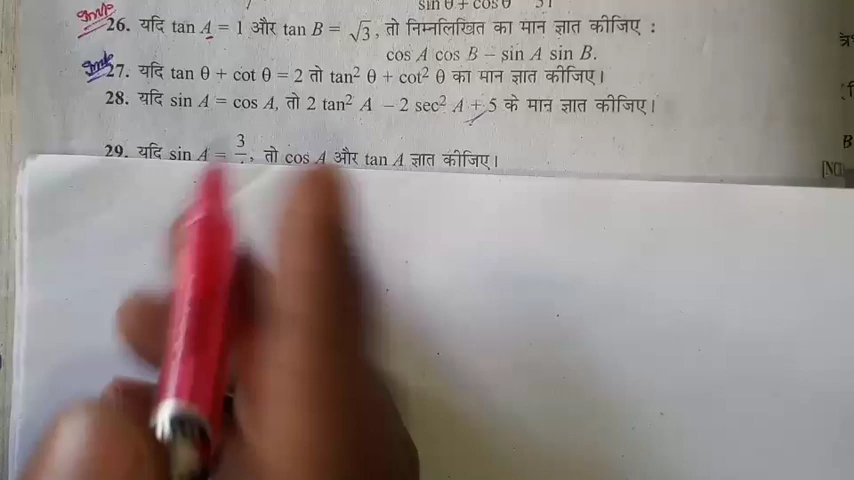 sin θ + cos θ 31
Imp 26. यदि tan A = 1 और tan B = √3, तो निम्नलिखित का मान ज्ञात कीजिए :
cos A cos B – sin A sin B.
Imp 27. यदि tan θ + cot θ = 2 तो tan² θ + cot² θ का मान ज्ञात कीजिए।
28. यदि sin A = cos A, तो 2 tan² A – 2 sec² A + 5 के मान ज्ञात कीजिए।
29. यदि sin A = 3 , तो cos A और tan A ज्ञात कीजिए।
B